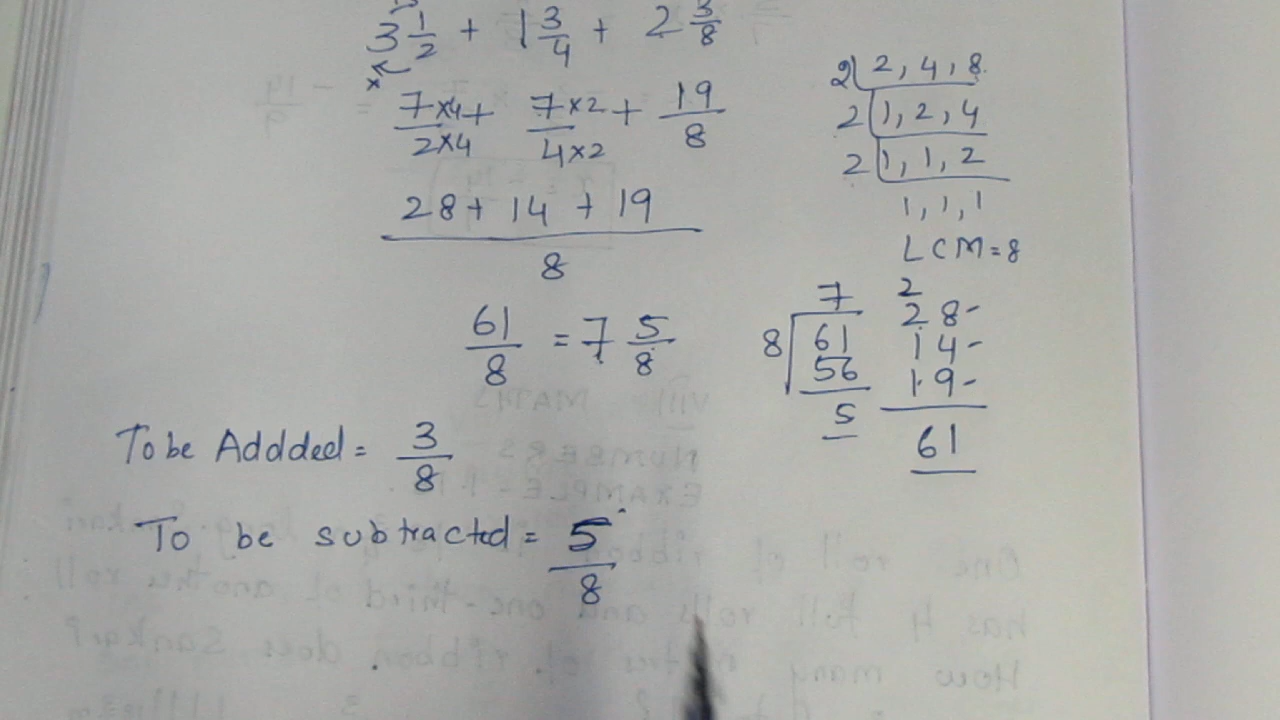 3 1/2 + 1 3/4 + 2 3/8
7×4/2×4 + 7×2/4×2 + 19/8
28 + 14 + 19
8
61/8 = 7 5/8
To be Addded = 3/8
To be subtracted = 5/8
2 2, 4, 8
2 1, 2, 4
2 1, 1, 2
1, 1, 1
LCM = 8
7
8 61
56
5
2
28-
14-
19-
61